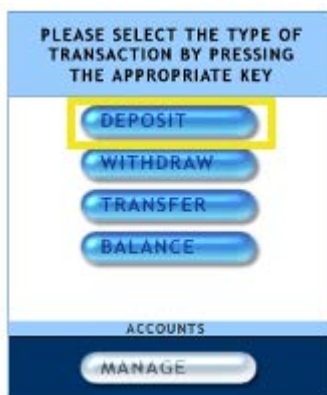 PLEASE SELECT THE TYPE OF
TRANSACTION BY PRESSING
THE APPROPRIATE KEY
DEPOSIT
WITHDRAW
TRANSFER
BALANCE
ACCOUNTS
MANAGE